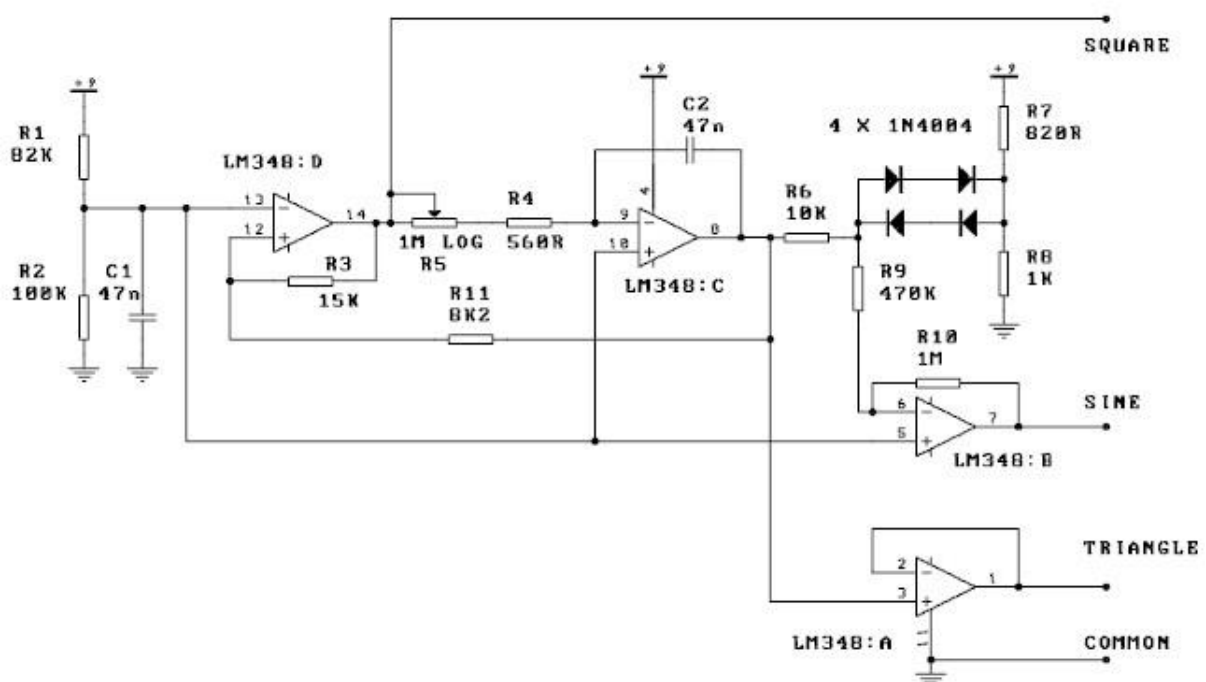 SQUARE
+9
+9
+9
C2
47n
R7
820R
4 X 1N4004
R1
82K
LM348:D
13
12
14
1M LOG
R5
R4
560R
4
9
10
8
LM348:C
R6
10K
R2
100K
C1
47n
R3
15K
R11
8K2
R9
470K
R8
1K
R10
1M
6
5
7
SINE
LM348:B
TRIANGLE
2
3
1
LM348:A
11
COMMON